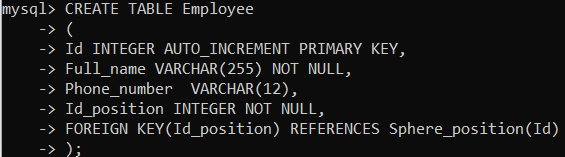 mysql> CREATE TABLE Employee
-> (
-> Id INTEGER AUTO_INCREMENT PRIMARY KEY,
-> Full_name VARCHAR(255) NOT NULL,
-> Phone_number  VARCHAR(12),
-> Id_position INTEGER NOT NULL,
-> FOREIGN KEY(Id_position) REFERENCES Sphere_position(Id)
-> );